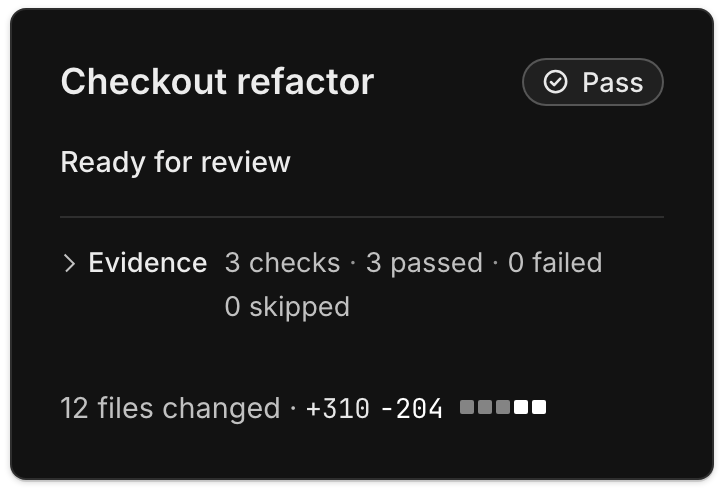 Checkout refactor
Pass
Ready for review
Evidence 3 checks · 3 passed · 0 failed
0 skipped
12 files changed · +310 -204